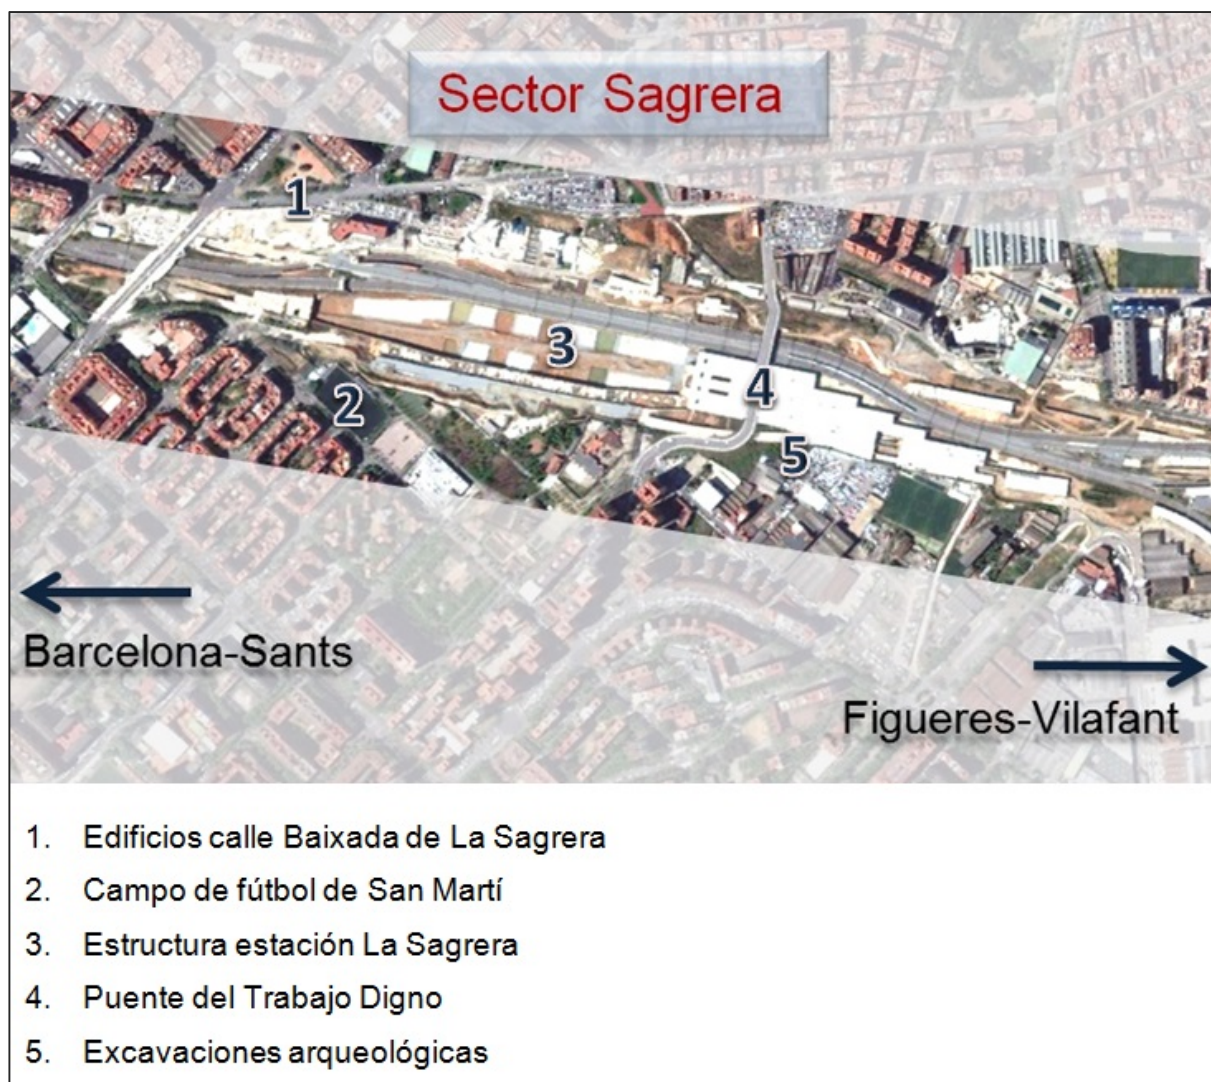 Sector Sagrera
1
2
3
4
5
Barcelona-Sants
Figueres-Vilafant
1. Edificios calle Baixada de La Sagrera
2. Campo de fútbol de San Martí
3. Estructura estación La Sagrera
4. Puente del Trabajo Digno
5. Excavaciones arqueológicas